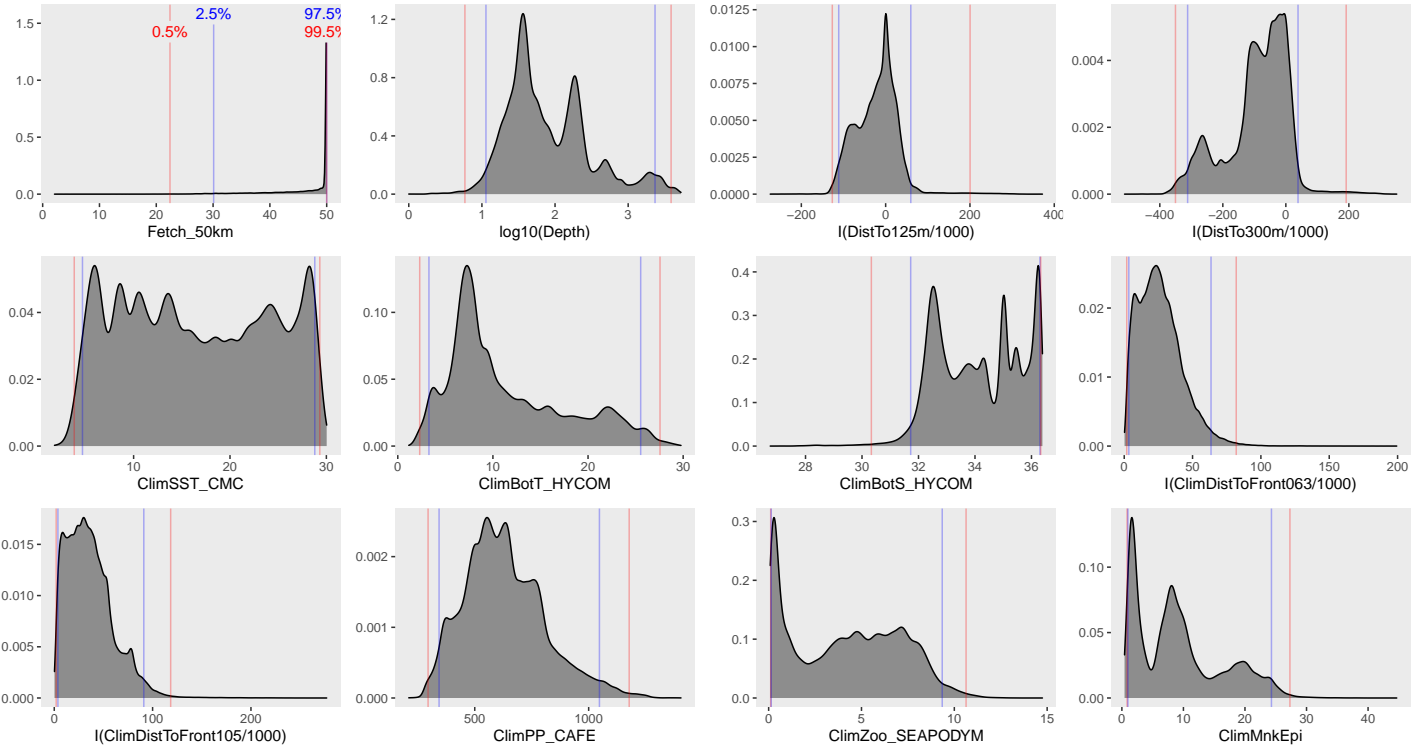 1.5
1.0
0.5
0.0
2.5%
97.5%
0.5%
99.5%
0 10 20 30 40 50
Fetch_50km
1.2
0.8
0.4
0.0
0 1 2 3
log10(Depth)
0.0125
0.0100
0.0075
0.0050
0.0025
0.0000
−200 0 200 400
I(DistTo125m/1000)
0.004
0.002
0.000
−400 −200 0 200
I(DistTo300m/1000)
0.04
0.02
0.00
10 20 30
ClimSST_CMC
0.10
0.05
0.00
0 10 20 30
ClimBotT_HYCOM
0.4
0.3
0.2
0.1
0.0
28 30 32 34 36
ClimBotS_HYCOM
0.02
0.01
0.00
0 50 100 150 200
I(ClimDistToFront063/1000)
0.015
0.010
0.005
0.000
0 100 200
I(ClimDistToFront105/1000)
0.002
0.001
0.000
500 1000
ClimPP_CAFE
0.3
0.2
0.1
0.0
0 5 10 15
ClimZoo_SEAPODYM
0.10
0.05
0.00
0 10 20 30 40
ClimMnkEpi